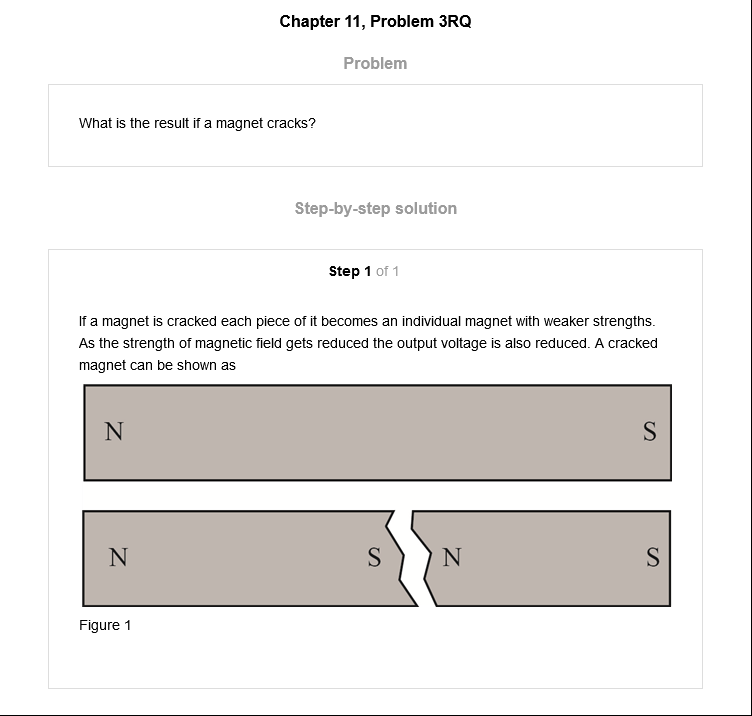 Chapter 11, Problem 3RQ
Problem
What is the result if a magnet cracks?
Step-by-step solution
Step 1 of 1
If a magnet is cracked each piece of it becomes an individual magnet with weaker strengths.
As the strength of magnetic field gets reduced the output voltage is also reduced. A cracked
magnet can be shown as
N S
N S N S
Figure 1